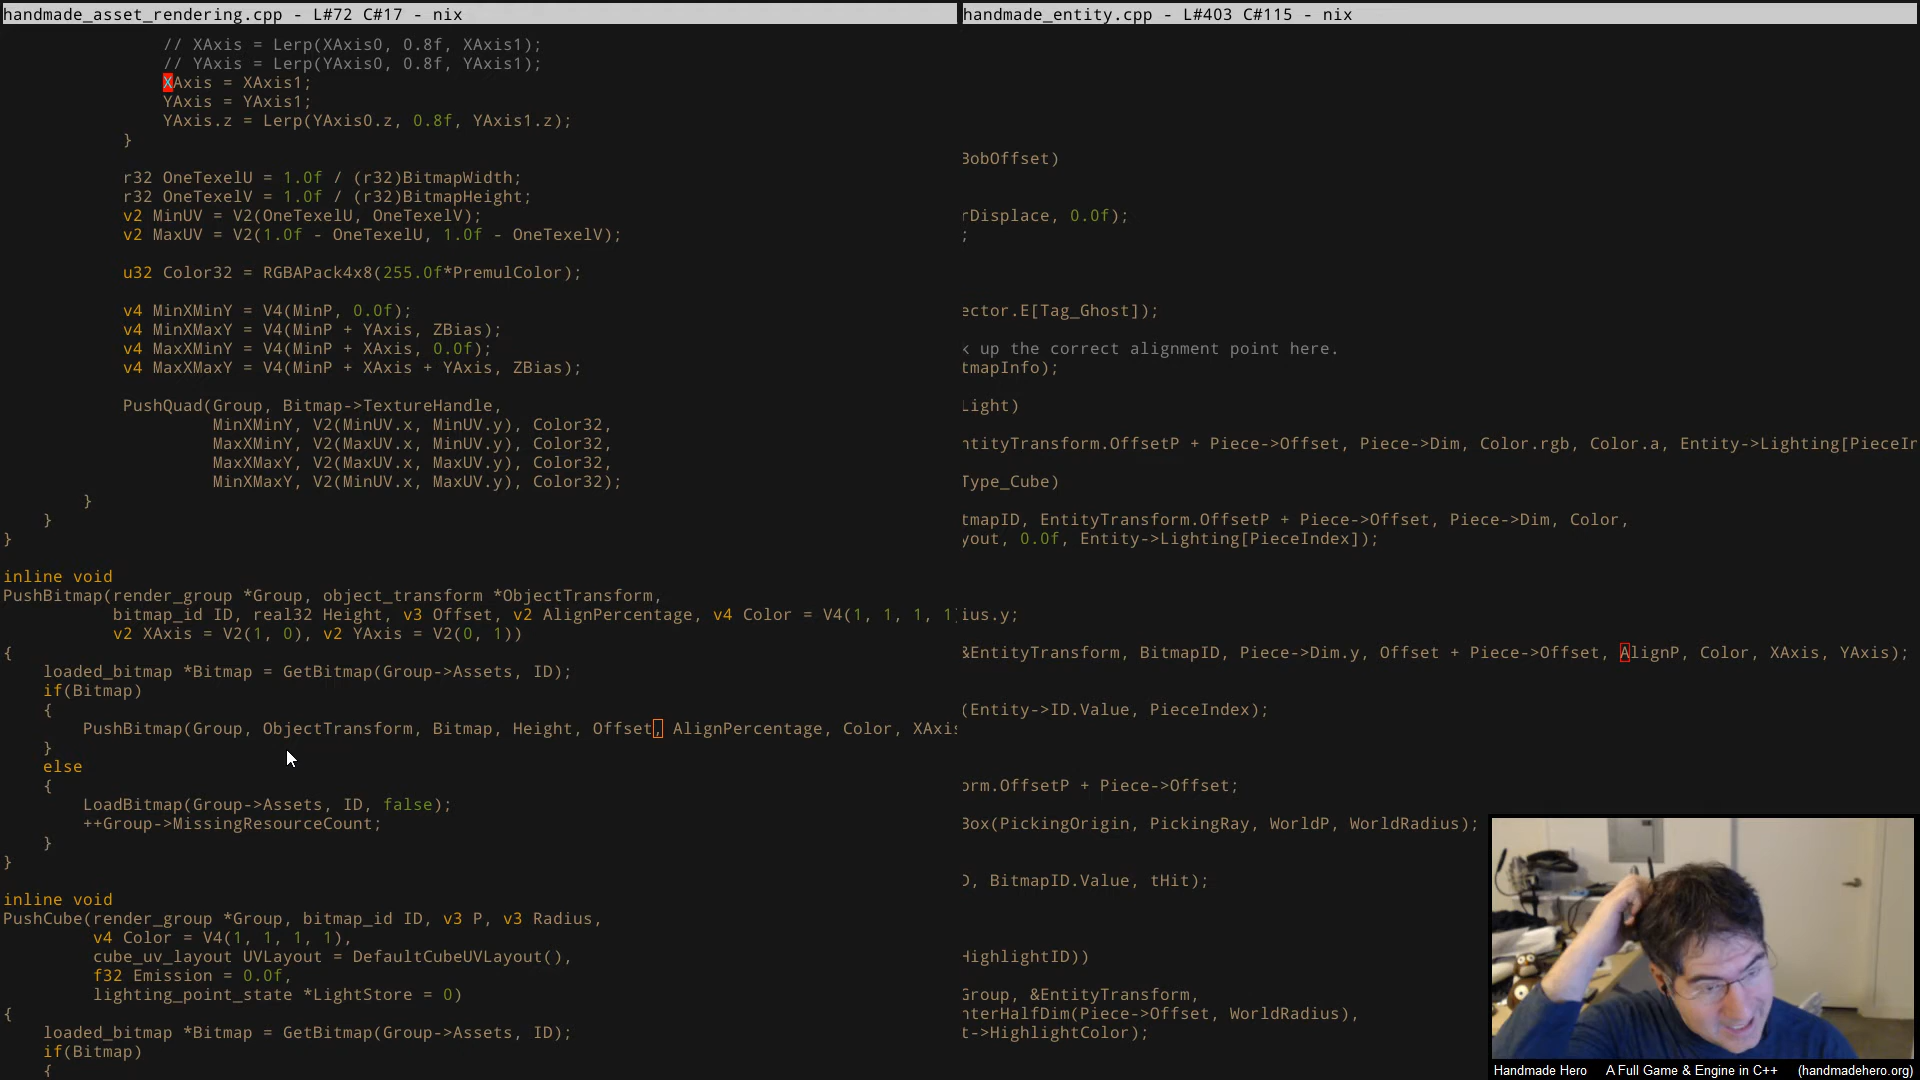 handmade_asset_rendering.cpp - L#72 C#17 - nix
// XAxis = Lerp(XAxis0, 0.8f, XAxis1);
// YAxis = Lerp(YAxis0, 0.8f, YAxis1);
XAxis = XAxis1;
YAxis = YAxis1;
YAxis.z = Lerp(YAxis0.z, 0.8f, YAxis1.z);
}
r32 OneTexelU = 1.0f / (r32)BitmapWidth;
r32 OneTexelV = 1.0f / (r32)BitmapHeight;
v2 MinUV = V2(OneTexelU, OneTexelV);
v2 MaxUV = V2(1.0f - OneTexelU, 1.0f - OneTexelV);
u32 Color32 = RGBAPack4x8(255.0f*PremulColor);
v4 MinXMinY = V4(MinP, 0.0f);
v4 MinXMaxY = V4(MinP + YAxis, ZBias);
v4 MaxXMinY = V4(MinP + XAxis, 0.0f);
v4 MaxXMaxY = V4(MinP + XAxis + YAxis, ZBias);
PushQuad(Group, Bitmap->TextureHandle,
MinXMinY, V2(MinUV.x, MinUV.y), Color32,
MaxXMinY, V2(MaxUV.x, MinUV.y), Color32,
MaxXMaxY, V2(MaxUV.x, MaxUV.y), Color32,
MinXMaxY, V2(MinUV.x, MaxUV.y), Color32);
}
}
}
inline void
PushBitmap(render_group *Group, object_transform *ObjectTransform,
bitmap_id ID, real32 Height, v3 Offset, v2 AlignPercentage, v4 Color = V4(1, 1, 1, 1)
v2 XAxis = V2(1, 0), v2 YAxis = V2(0, 1))
{
loaded_bitmap *Bitmap = GetBitmap(Group->Assets, ID);
if(Bitmap)
{
PushBitmap(Group, ObjectTransform, Bitmap, Height, Offset, AlignPercentage, Color, XAxis
}
else
{
LoadBitmap(Group->Assets, ID, false);
++Group->MissingResourceCount;
}
}
inline void
PushCube(render_group *Group, bitmap_id ID, v3 P, v3 Radius,
v4 Color = V4(1, 1, 1, 1),
cube_uv_layout UVLayout = DefaultCubeUVLayout(),
f32 Emission = 0.0f,
lighting_point_state *LightStore = 0)
{
loaded_bitmap *Bitmap = GetBitmap(Group->Assets, ID);
if(Bitmap)
{
handmade_entity.cpp - L#403 C#115 - nix
BobOffset)
rDisplace, 0.0f);
;
ector.E[Tag_Ghost]);
k up the correct alignment point here.
tmapInfo);
Light)
ntityTransform.OffsetP + Piece->Offset, Piece->Dim, Color.rgb, Color.a, Entity->Lighting[PieceIn
Type_Cube)
tmapID, EntityTransform.OffsetP + Piece->Offset, Piece->Dim, Color,
yout, 0.0f, Entity->Lighting[PieceIndex]);
ius.y;
&EntityTransform, BitmapID, Piece->Dim.y, Offset + Piece->Offset, AlignP, Color, XAxis, YAxis);
(Entity->ID.Value, PieceIndex);
orm.OffsetP + Piece->Offset;
Box(PickingOrigin, PickingRay, WorldP, WorldRadius);
D, BitmapID.Value, tHit);
HighlightID))
Group, &EntityTransform,
nterHalfDim(Piece->Offset, WorldRadius),
t->HighlightColor);
Handmade Hero A Full Game & Engine in C++ (handmadehero.org)